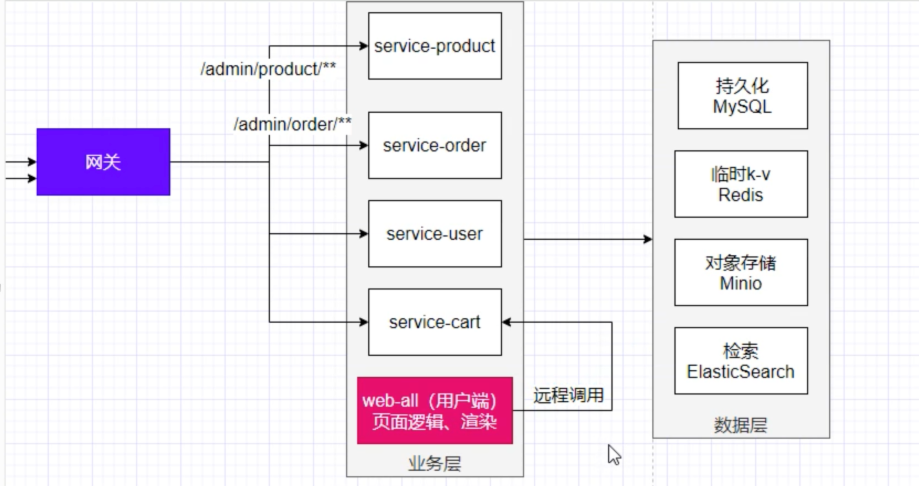 网关
/admin/product/**
/admin/order/**
service-product
service-order
service-user
service-cart
web-all（用户端）
页面逻辑、渲染
业务层
远程调用
持久化
MySQL
临时k-v
Redis
对象存储
Minio
检索
ElasticSearch
数据层